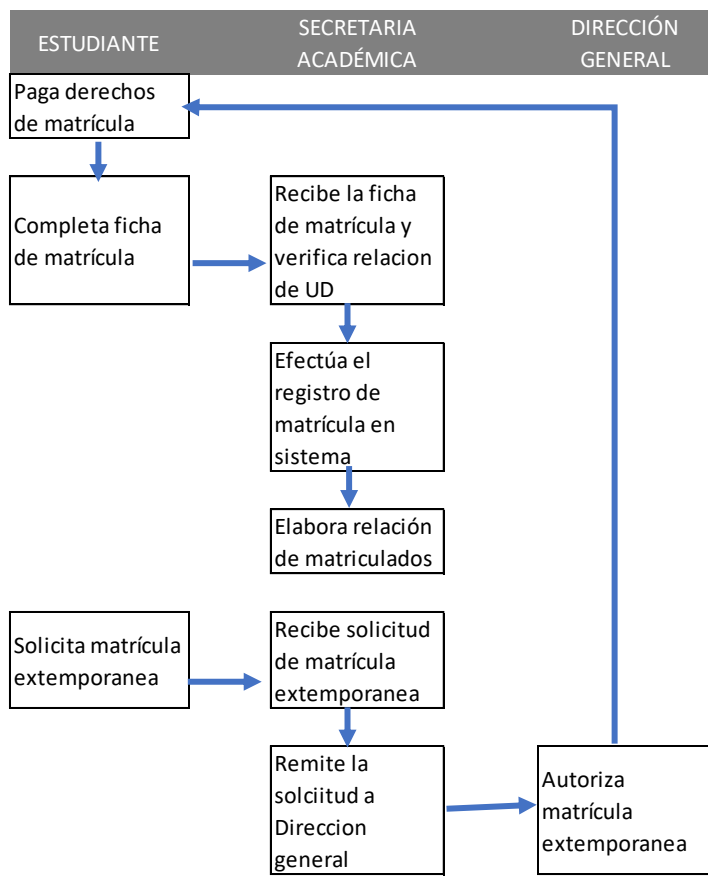 ESTUDIANTE
SECRETARIA
ACADÉMICA
DIRECCIÓN
GENERAL
Paga derechos
de matrícula
Completa ficha
de matrícula
Recibe la ficha
de matrícula y
verifica relacion
de UD
Efectúa el
registro de
matrícula en
sistema
Elabora relación
de matriculados
Solicita matrícula
extemporanea
Recibe solicitud
de matrícula
extemporanea
Remite la
solciitud a
Direccion
general
Autoriza
matrícula
extemporanea